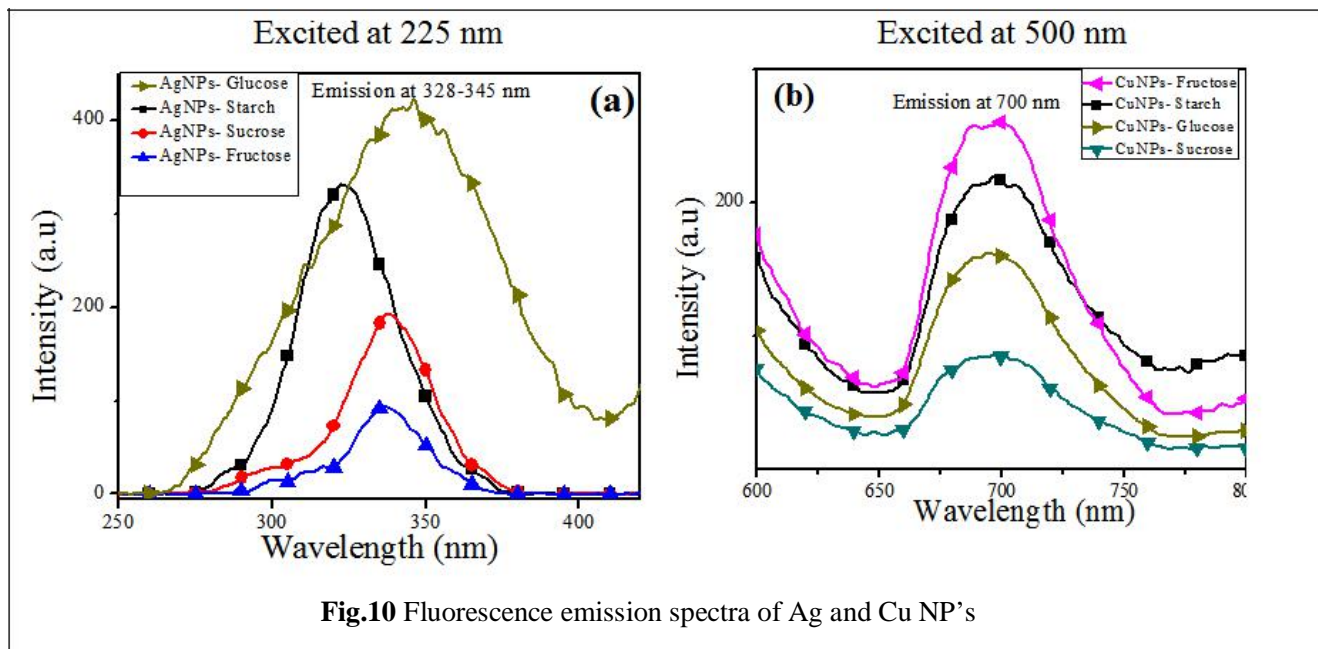 Excited at 225 nm
AgNPs- Glucose
AgNPs- Starch
AgNPs- Sucrose
AgNPs- Fructose
Emission at 328-345 nm
(a)
400
200
0
Intensity (a.u)
250
300
350
400
Wavelength (nm)
Excited at 500 nm
(b)
Emission at 700 nm
CuNPs- Fructose
CuNPs- Starch
CuNPs- Glucose
CuNPs- Sucrose
200
Intensity (a.u)
600
650
700
750
80
Wavelength (nm)
Fig.10 Fluorescence emission spectra of Ag and Cu NP's